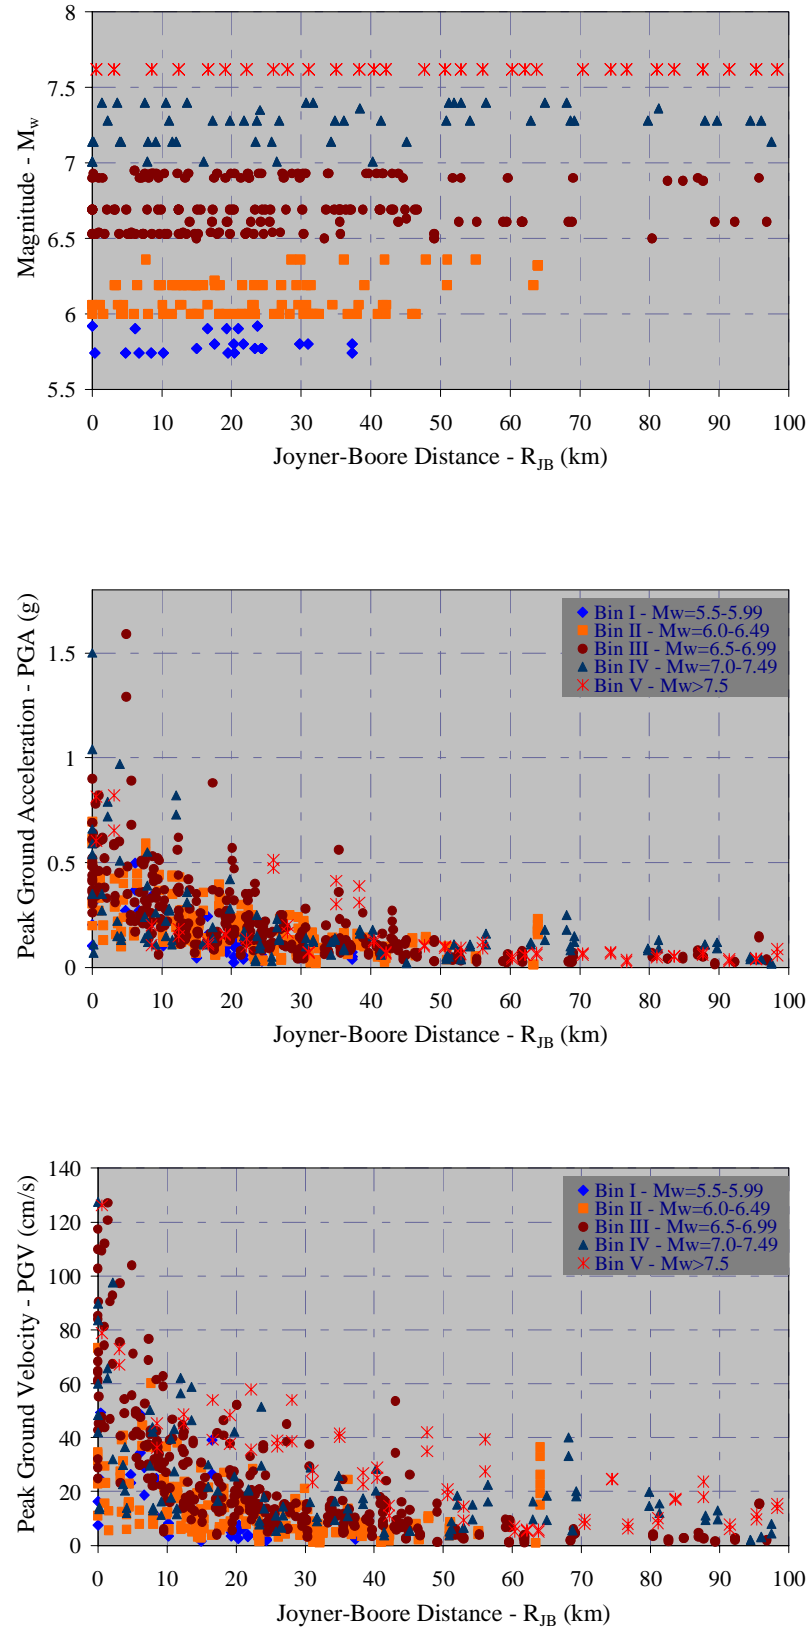 8
7.5
7
6.5
6
5.5
Magnitude - Mw
0 10 20 30 40 50 60 70 80 90 100
Joyner-Boore Distance - RJB (km)
1.5
1
0.5
0
Peak Ground Acceleration - PGA (g)
Bin I - Mw=5.5-5.99
Bin II - Mw=6.0-6.49
Bin III - Mw=6.5-6.99
Bin IV - Mw=7.0-7.49
Bin V - Mw>7.5
0 10 20 30 40 50 60 70 80 90 100
Joyner-Boore Distance - RJB (km)
140
120
100
80
60
40
20
0
Peak Ground Velocity - PGV (cm/s)
Bin I - Mw=5.5-5.99
Bin II - Mw=6.0-6.49
Bin III - Mw=6.5-6.99
Bin IV - Mw=7.0-7.49
Bin V - Mw>7.5
0 10 20 30 40 50 60 70 80 90 100
Joyner-Boore Distance - RJB (km)